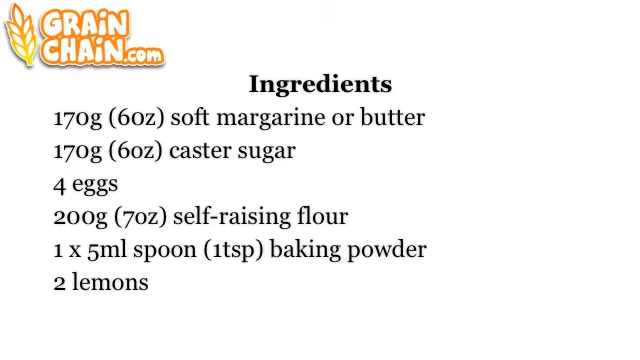 GRAIN
CHAIN.com
Ingredients
170g (6oz) soft margarine or butter
170g (6oz) caster sugar
4 eggs
200g (7oz) self-raising flour
1 x 5ml spoon (1tsp) baking powder
2 lemons